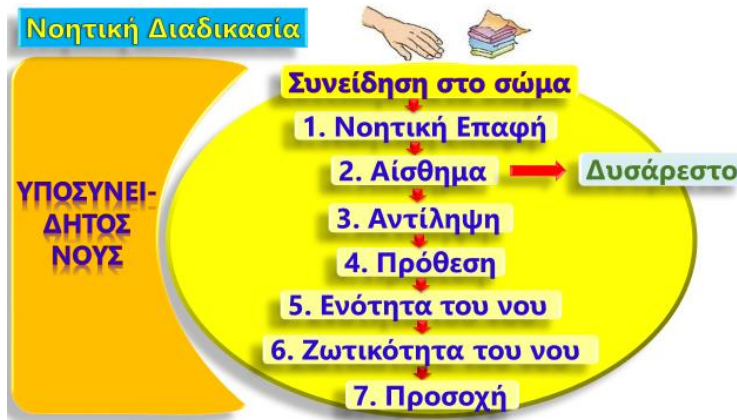 Νοητική Διαδικασία
Συνείδηση στο σώμα
1. Νοητική Επαφή
2. Αίσθημα
Δυσάρεστο
3. Αντίληψη
4. Πρόθεση
5. Ενότητα του νου
6. Ζωτικότητα του νου
7. Προσοχή
ΥΠΟΣΥΝΕΙ-
ΔΗΤΟΣ
ΝΟΥΣ